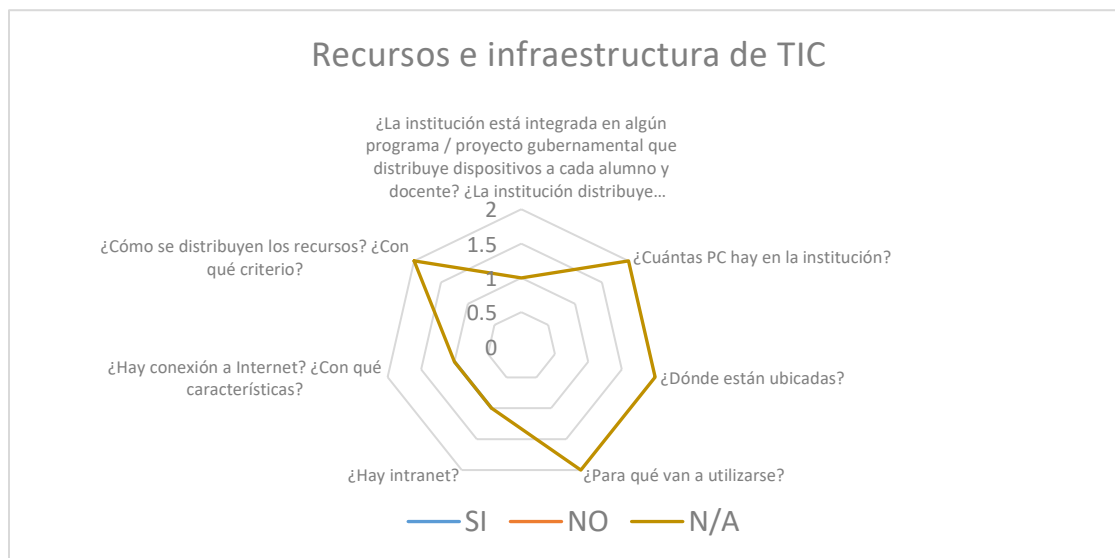 Recursos e infraestructura de TIC
¿La institución está integrada en algún
programa / proyecto gubernamental que
distribuye dispositivos a cada alumno y
docente? ¿La institución distribuye…
2
1.5
1
0.5
0
¿Cuántas PC hay en la institución?
¿Dónde están ubicadas?
¿Para qué van a utilizarse?
¿Hay intranet?
¿Hay conexión a Internet? ¿Con qué
características?
¿Cómo se distribuyen los recursos? ¿Con
qué criterio?
SI
NO
N/A